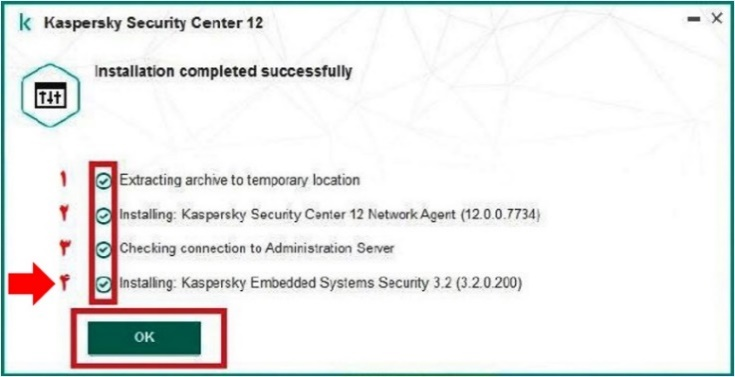 Kaspersky Security Center 12
Installation completed successfully
۱ Extracting archive to temporary location
۲ Installing: Kaspersky Security Center 12 Network Agent (12.0.0.7734)
۳ Checking connection to Administration Server
۴ Installing: Kaspersky Embedded Systems Security 3.2 (3.2.0.200)
OK